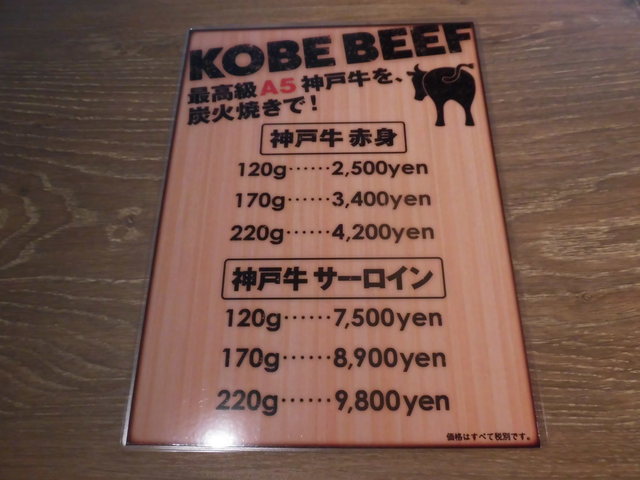 KOBE BEEF
最高級A5神戸牛を、
炭火焼きで!
神戸牛 赤身
120g……2,500yen
170g……3,400yen
220g……4,200yen
神戸牛 サーロイン
120g……7,500yen
170g……8,900yen
220g……9,800yen
価格はすべて税別です。